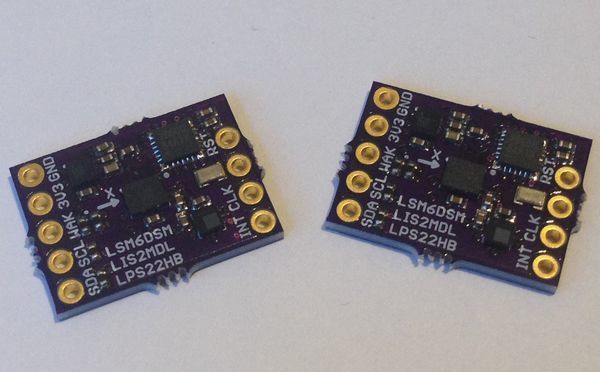 GND
3V3
WAK
SCL
SDA
X
RST
CLK
INT
LSM6DSM
LIS2MDL
LPS22HB
GND
3V3
WAK
SCL
SDA
X
RST
CLK
INT
LSM6DSM
LIS2MDL
LPS22HB